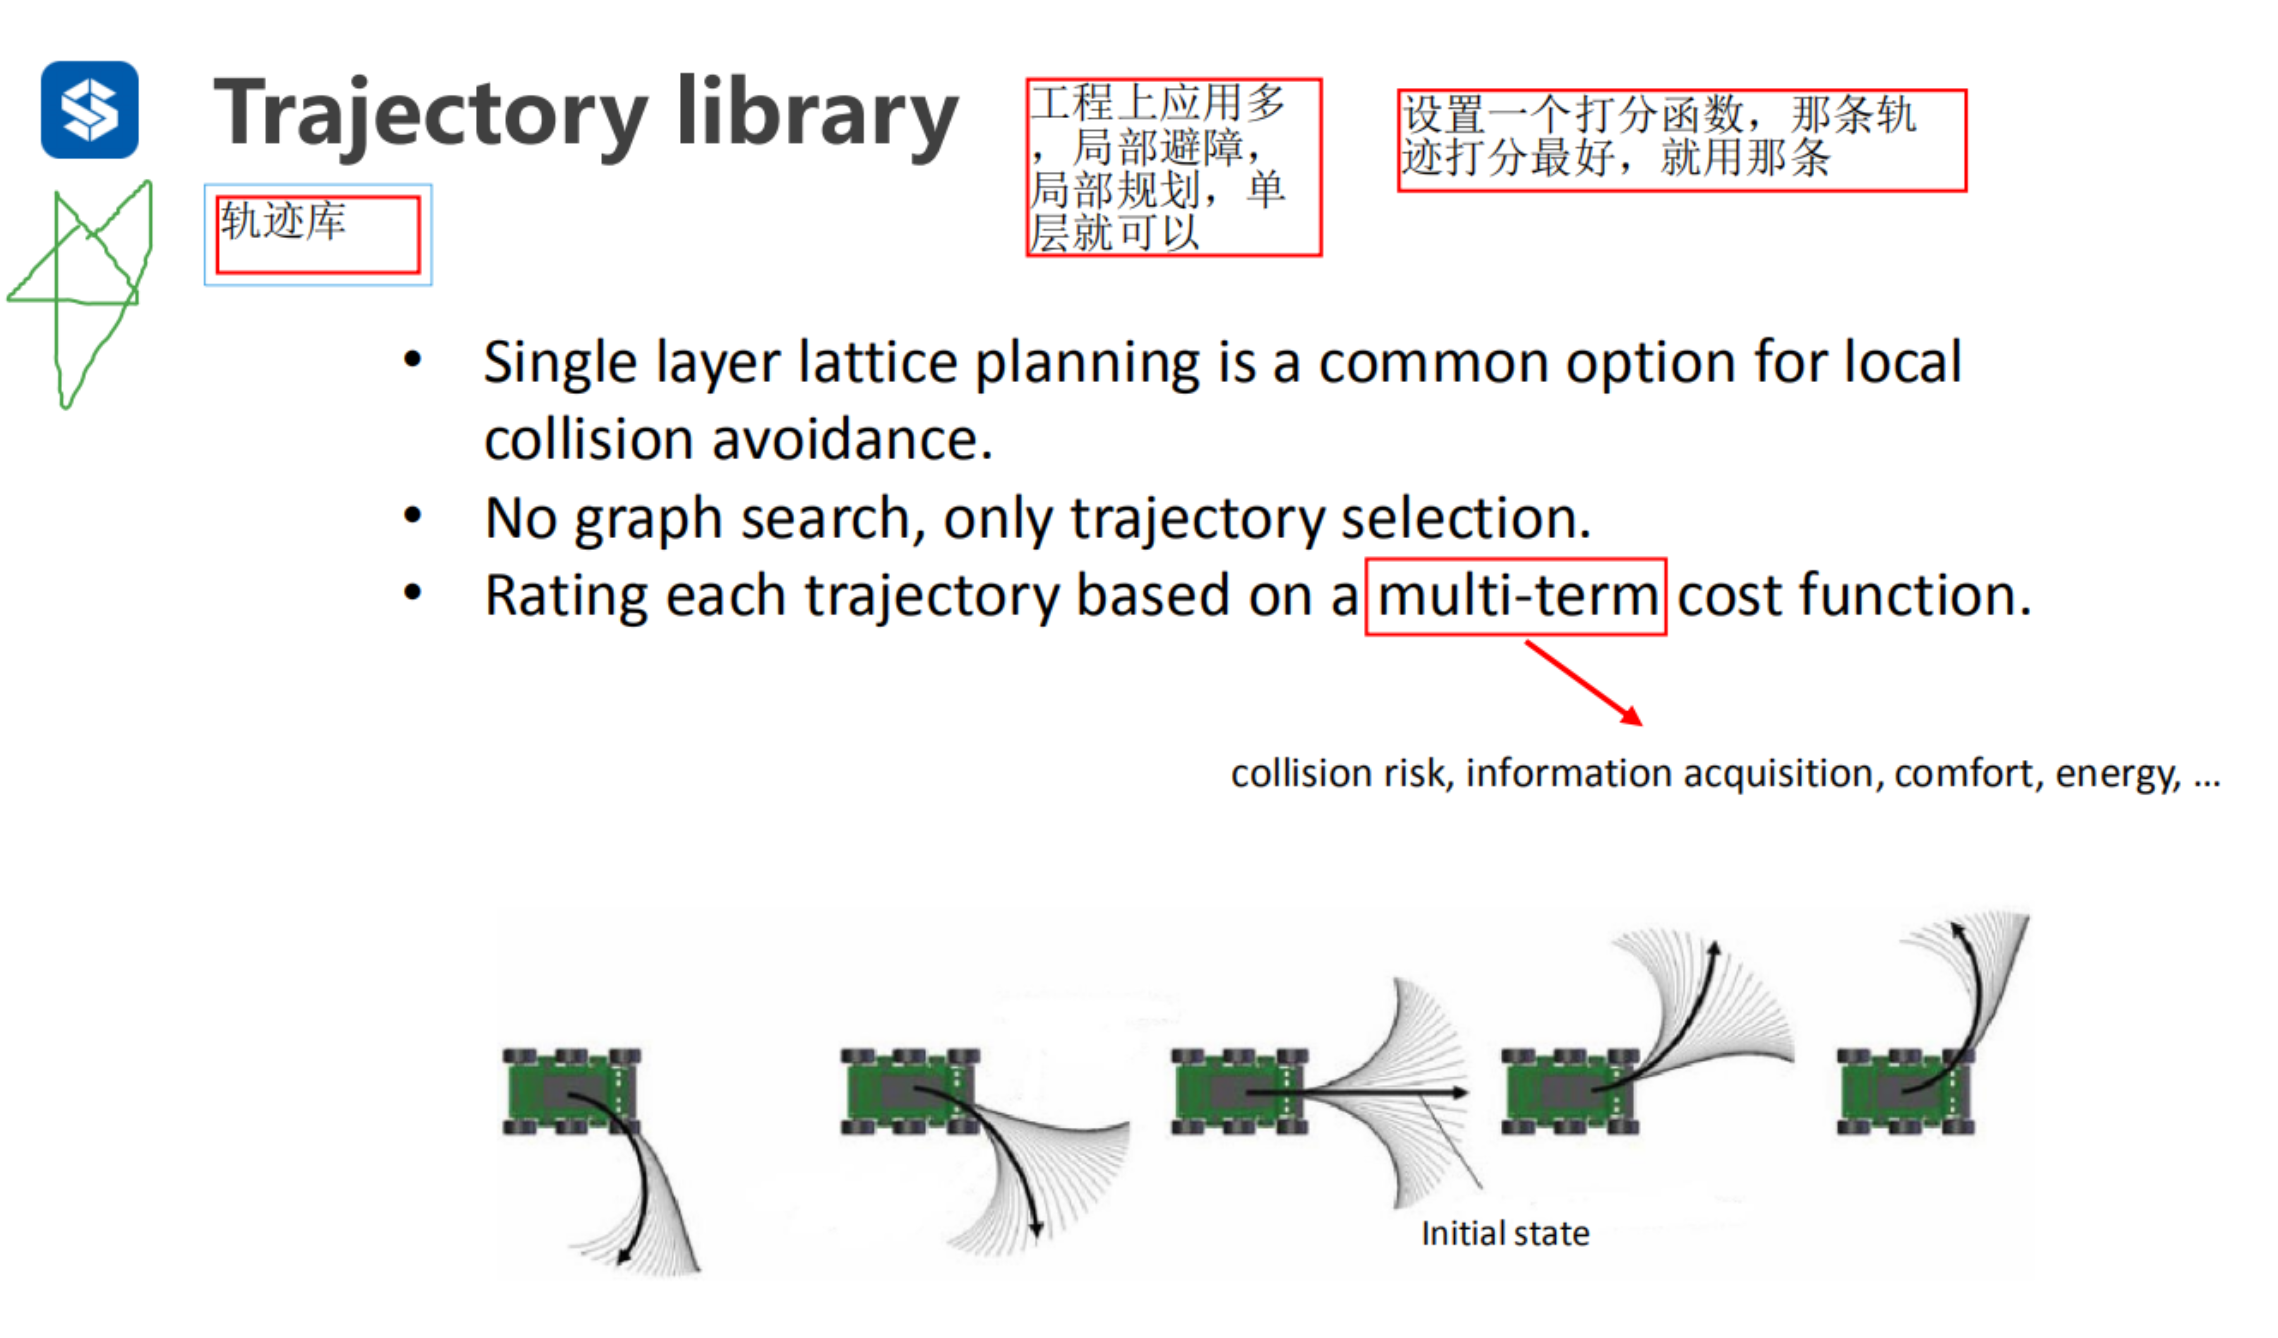 Trajectory library
工程上应用多
，局部避障，
局部规划，单
层就可以
设置一个打分函数，那条轨
迹打分最好，就用那条
轨迹库
• Single layer lattice planning is a common option for local
collision avoidance.
• No graph search, only trajectory selection.
• Rating each trajectory based on a multi-term cost function.
collision risk, information acquisition, comfort, energy, ...
Initial state